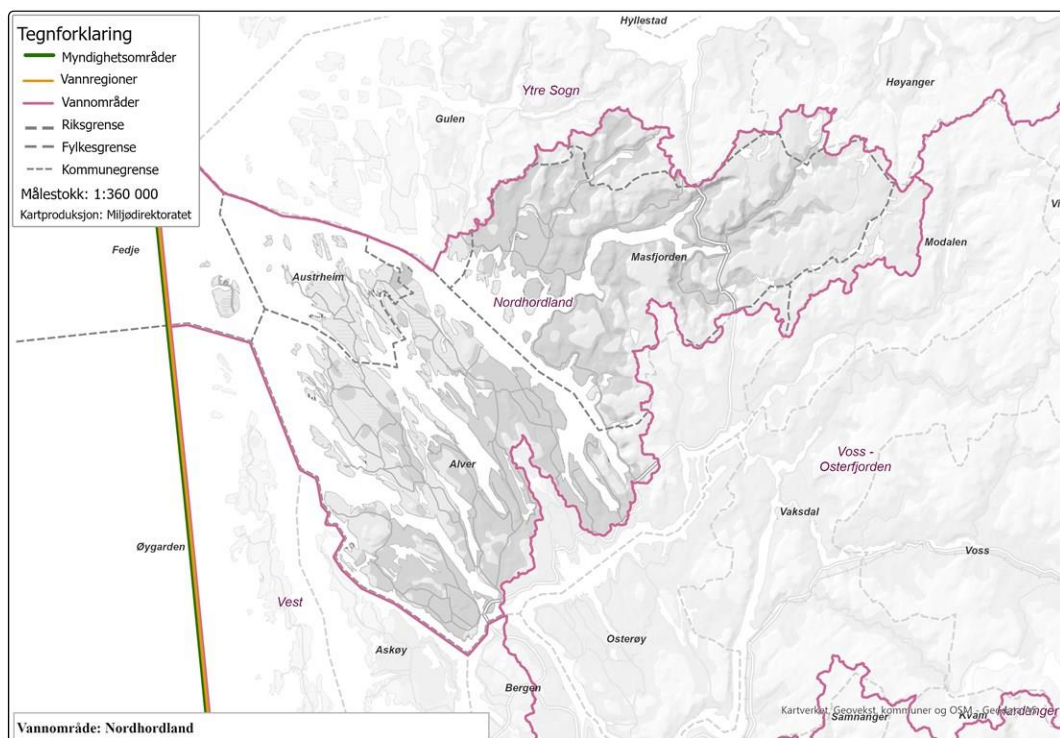 Tegnforklaring
Myndighetsområder
Vannregioner
Vannområder
Riksgrense
Fylkesgrense
Kommunegrense
Målestokk: 1:360 000
Kartproduksjon: Miljødirektoratet
Hyllestad
Høyanger
Ytre Sogn
Gulen
Fedje
Austrheim
Masfjorden
Modalen
Nordhordland
Alver
Voss -
Osterfjorden
Vaksdal
Voss
Øygarden
Vest
Askøy
Osterøy
Bergen
Kartverket, Geovekst, kommuner og OSM
Hardanger
Samnanger
Kvam
Vannområde: Nordhordland